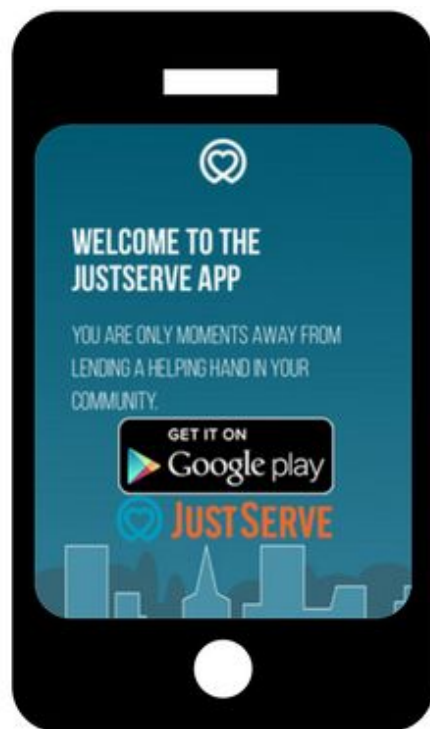 WELCOME TO THE
JUSTSERVE APP
YOU ARE ONLY MOMENTS AWAY FROM
LENDING A HELPING HAND IN YOUR
COMMUNITY.
GET IT ON
Google play
JUSTSERVE